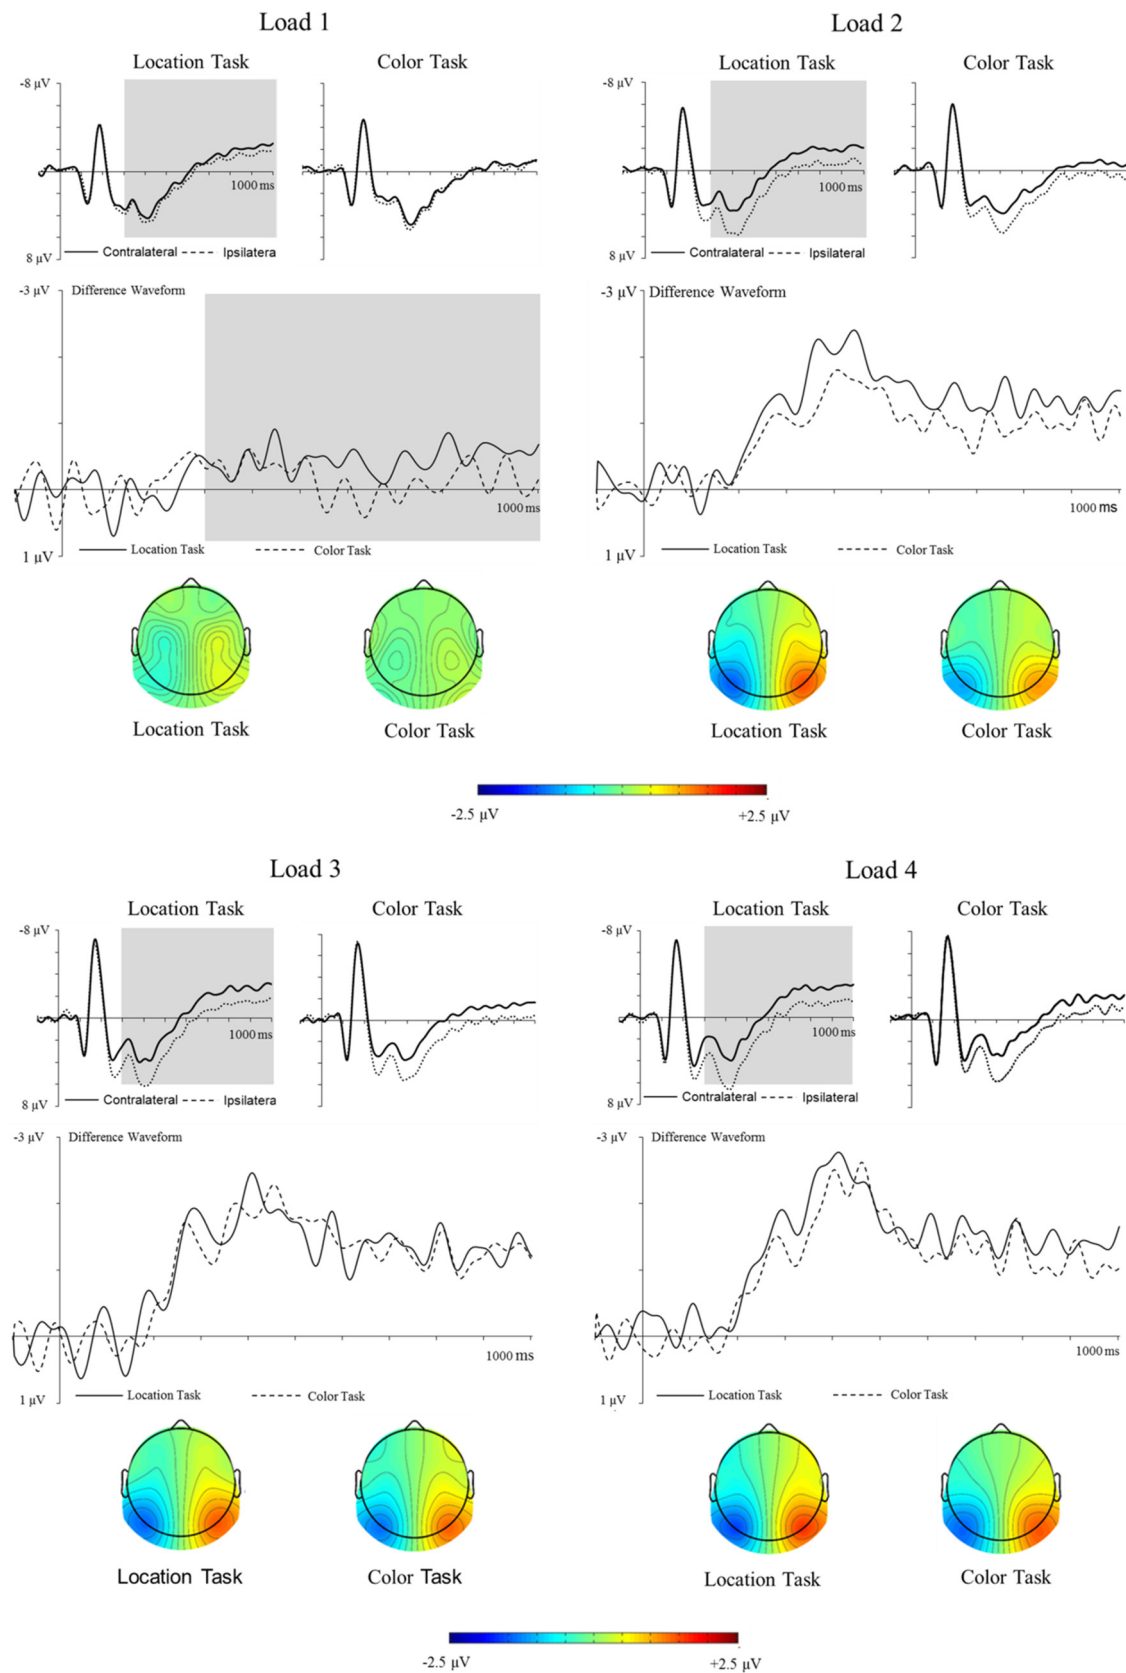 Load 1
Location Task
Color Task
-8 µV
1000 ms
8 µV
Contralateral
Ipsilatera
-3 µV
Difference Waveform
1000 ms
1 µV
Location Task
Color Task
Location Task
Color Task
Load 2
Location Task
Color Task
-8 µV
1000 ms
8 µV
Contralateral
Ipsilateral
-3 µV
Difference Waveform
1000 ms
1 µV
Location Task
Color Task
Location Task
Color Task
-2.5 µV
+2.5 µV
Load 3
Location Task
Color Task
-8 µV
1000 ms
8 µV
Contralateral
Ipsilatera
-3 µV
Difference Waveform
1000 ms
1 µV
Location Task
Color Task
Location Task
Color Task
Load 4
Location Task
Color Task
-8 µV
1000 ms
8 µV
Contralateral
Ipsilateral
-3 µV
Difference Waveform
1000 ms
1 µV
Location Task
Color Task
Location Task
Color Task
-2.5 µV
+2.5 µV